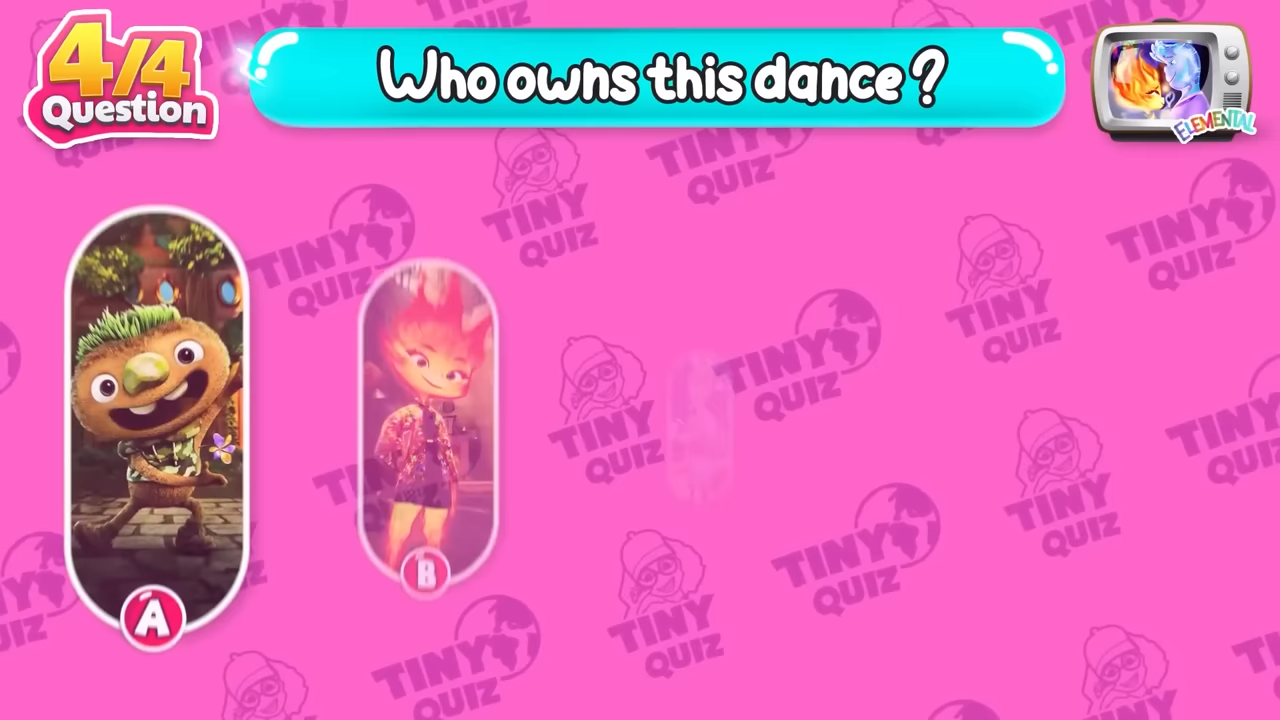 4/4
Question
Who owns this dance?
ELEMENTAL
A
B
TINY
QUIZ